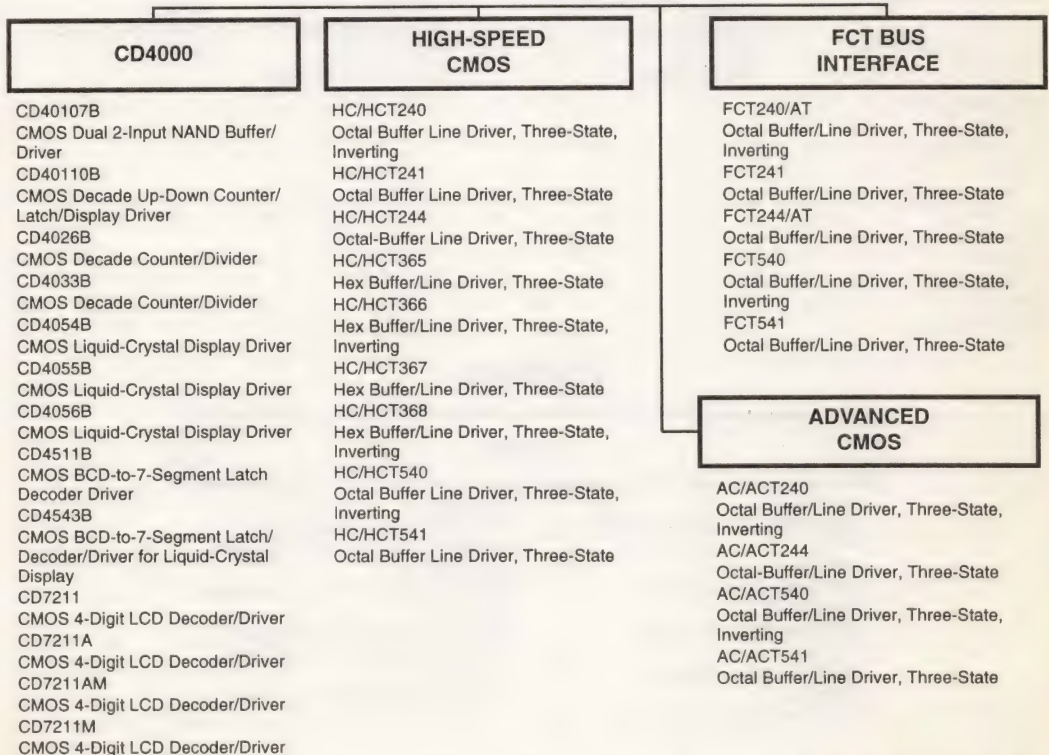 CD4000
CD40107B
CMOS Dual 2-Input NAND Buffer/
Driver
CD40110B
CMOS Decade Up-Down Counter/
Latch/Display Driver
CD4026B
CMOS Decade Counter/Divider
CD4033B
CMOS Decade Counter/Divider
CD4054B
CMOS Liquid-Crystal Display Driver
CD4055B
CMOS Liquid-Crystal Display Driver
CD4056B
CMOS Liquid-Crystal Display Driver
CD4511B
CMOS BCD-to-7-Segment Latch
Decoder Driver
CD4543B
CMOS BCD-to-7-Segment Latch/
Decoder/Driver for Liquid-Crystal
Display
CD7211
CMOS 4-Digit LCD Decoder/Driver
CD7211A
CMOS 4-Digit LCD Decoder/Driver
CD7211AM
CMOS 4-Digit LCD Decoder/Driver
CD7211M
CMOS 4-Digit LCD Decoder/Driver
HIGH-SPEED
CMOS
HC/HCT240
Octal Buffer Line Driver, Three-State,
Inverting
HC/HCT241
Octal Buffer Line Driver, Three-State
HC/HCT244
Octal-Buffer Line Driver, Three-State
HC/HCT365
Hex Buffer/Line Driver, Three-State
HC/HCT366
Hex Buffer/Line Driver, Three-State,
Inverting
HC/HCT367
Hex Buffer/Line Driver, Three-State
HC/HCT368
Hex Buffer/Line Driver, Three-State,
Inverting
HC/HCT540
Octal Buffer Line Driver, Three-State,
Inverting
HC/HCT541
Octal Buffer Line Driver, Three-State
FCT BUS
INTERFACE
FCT240/AT
Octal Buffer/Line Driver, Three-State,
Inverting
FCT241
Octal Buffer/Line Driver, Three-State
FCT244/AT
Octal Buffer/Line Driver, Three-State
FCT540
Octal Buffer/Line Driver, Three-State,
Inverting
FCT541
Octal Buffer/Line Driver, Three-State
ADVANCED
CMOS
AC/ACT240
Octal Buffer/Line Driver, Three-State,
Inverting
AC/ACT244
Octal-Buffer/Line Driver, Three-State
AC/ACT540
Octal Buffer/Line Driver, Three-State,
Inverting
AC/ACT541
Octal Buffer/Line Driver, Three-State